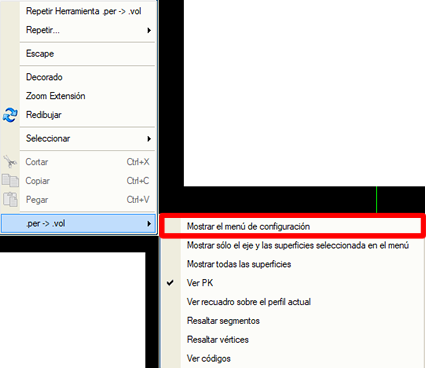 Repetir Herramienta .per -> .vol
Repetir...
Escape
Decorado
Zoom Extensión
Redibujar
Seleccionar
Cortar Ctrl+X
Copiar Ctrl+C
Pegar Ctrl+V
.per -> .vol
Mostrar el menú de configuración
Mostrar sólo el eje y las superficies seleccionada en el menú
Mostrar todas las superficies
Ver PK
Ver recuadro sobre el perfil actual
Resaltar segmentos
Resaltar vértices
Ver códigos